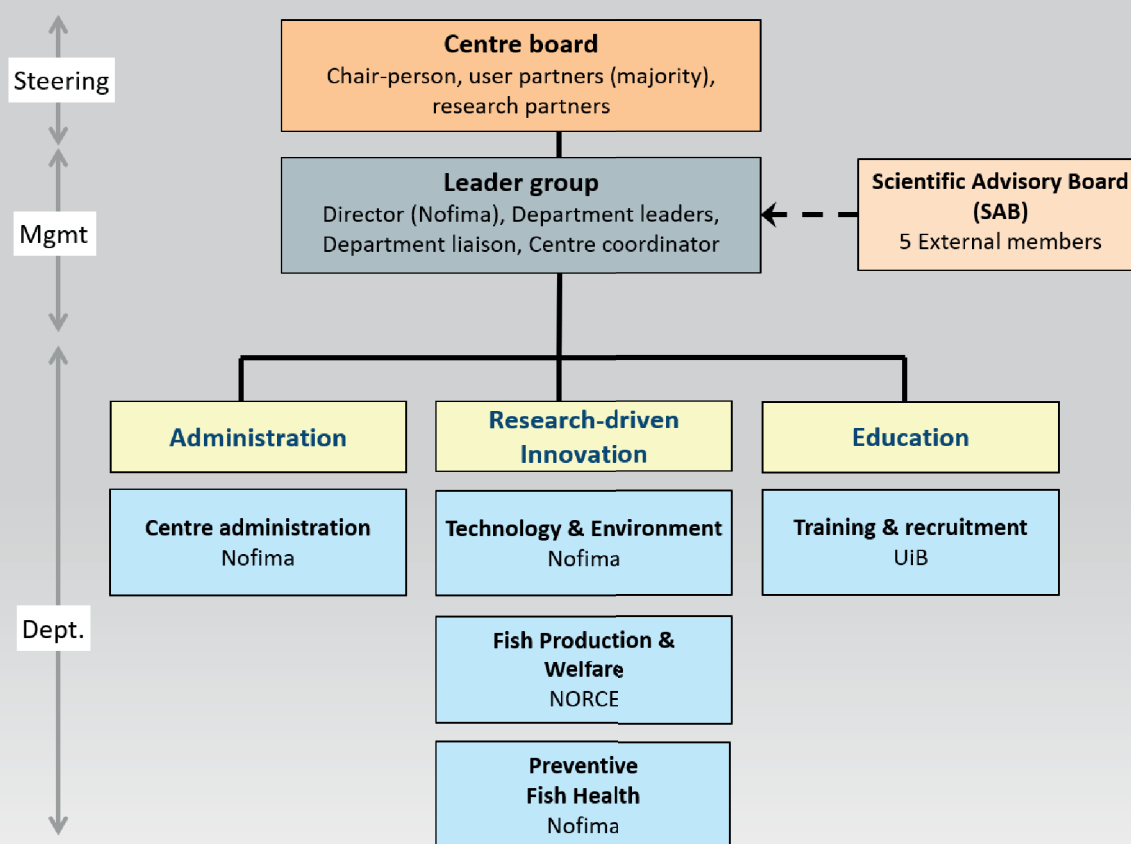 Steering
Centre board
Chair-person, user partners (majority),
research partners
Mgmt
Leader group
Director (Nofima), Department leaders,
Department liaison, Centre coordinator
Scientific Advisory Board
(SAB)
5 External members
Dept.
Administration
Research-driven
Innovation
Education
Centre administration
Nofima
Technology & Environment
Nofima
Training & recruitment
UiB
Fish Production &
Welfare
NORCE
Preventive
Fish Health
Nofima